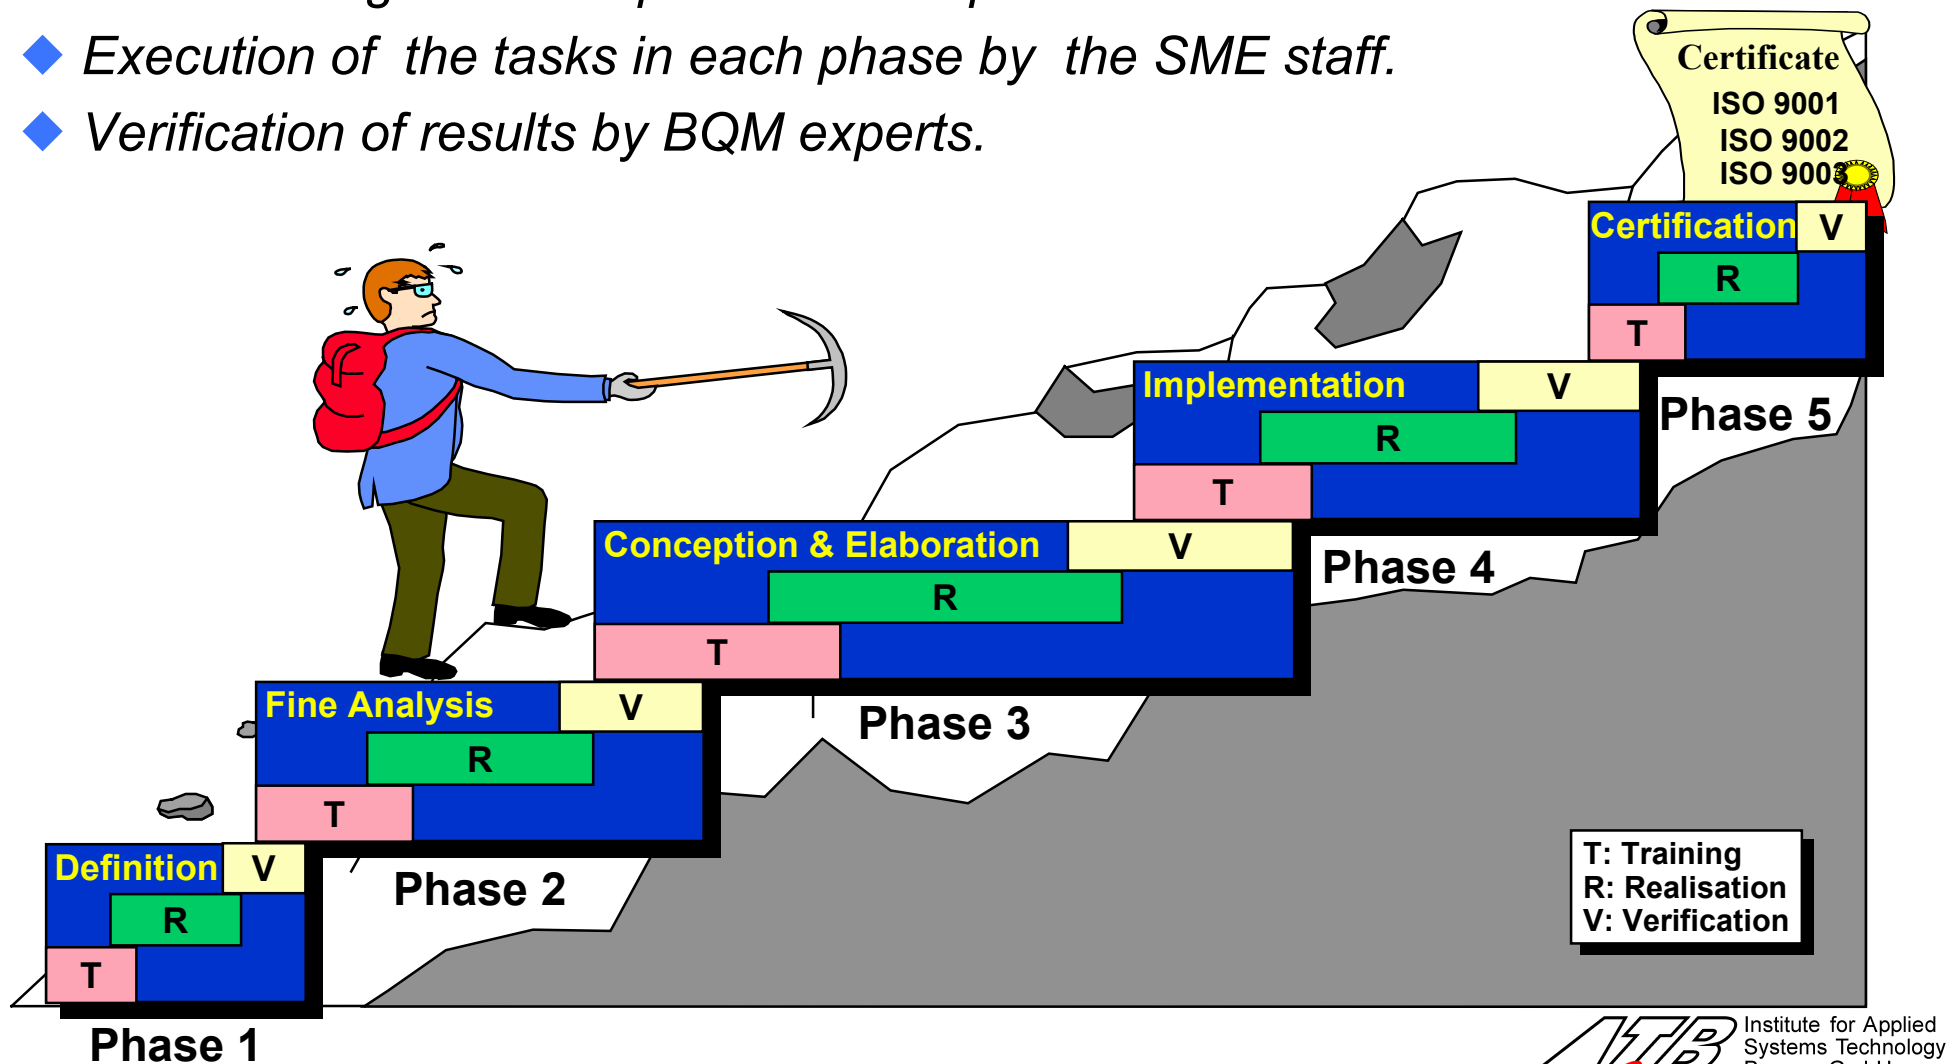 Execution of the tasks in each phase by the SME staff.
Verification of results by BQM experts.
Certificate
ISO 9001
ISO 9002
ISO 9003
Certification V
R
T
Phase 5
Implementation V
R
T
Phase 4
Conception & Elaboration V
R
T
Phase 3
Fine Analysis V
R
T
Phase 2
Definition V
R
T
Phase 1
T: Training
R: Realisation
V: Verification
ATB
Institute for Applied
Systems Technology